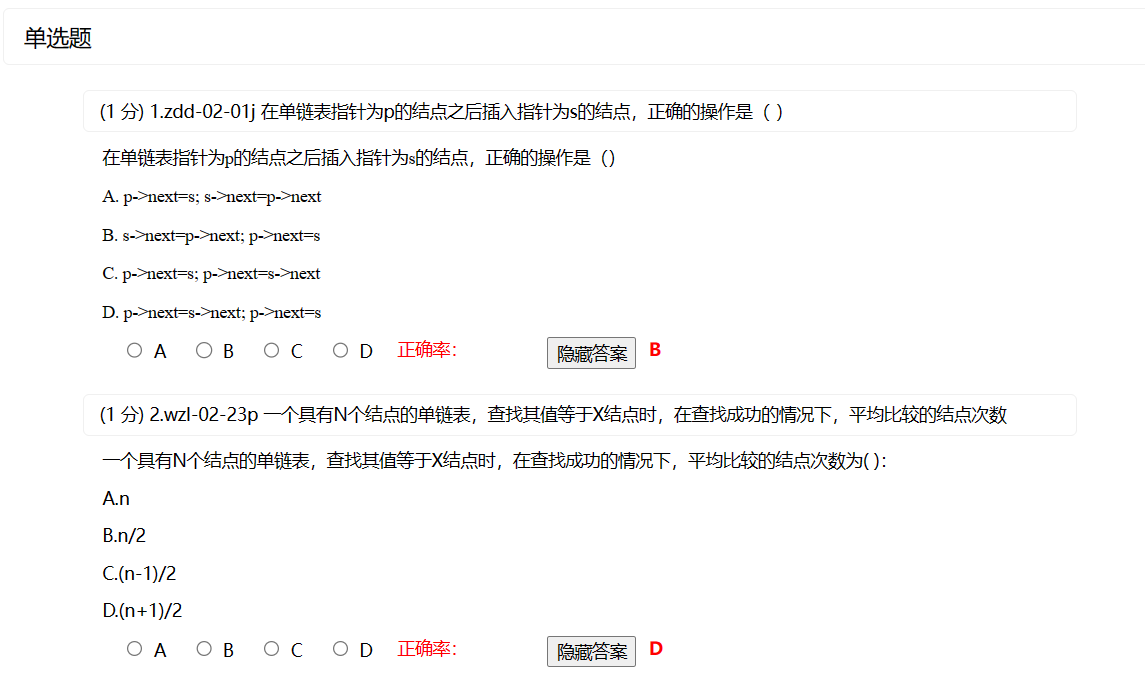 单选题
(1 分) 1.zdd-02-01j 在单链表指针为p的结点之后插入指针为s的结点，正确的操作是（ ）
在单链表指针为p的结点之后插入指针为s的结点，正确的操作是（）
A. p->next=s; s->next=p->next
B. s->next=p->next; p->next=s
C. p->next=s; p->next=s->next
D. p->next=s->next; p->next=s
A B C D 正确率： 隐藏答案 B
(1 分) 2.wzl-02-23p 一个具有N个结点的单链表，查找其值等于X结点时，在查找成功的情况下，平均比较的结点次数
一个具有N个结点的单链表，查找其值等于X结点时，在查找成功的情况下，平均比较的结点次数为( )：
A.n
B.n/2
C.(n-1)/2
D.(n+1)/2
A B C D 正确率： 隐藏答案 D